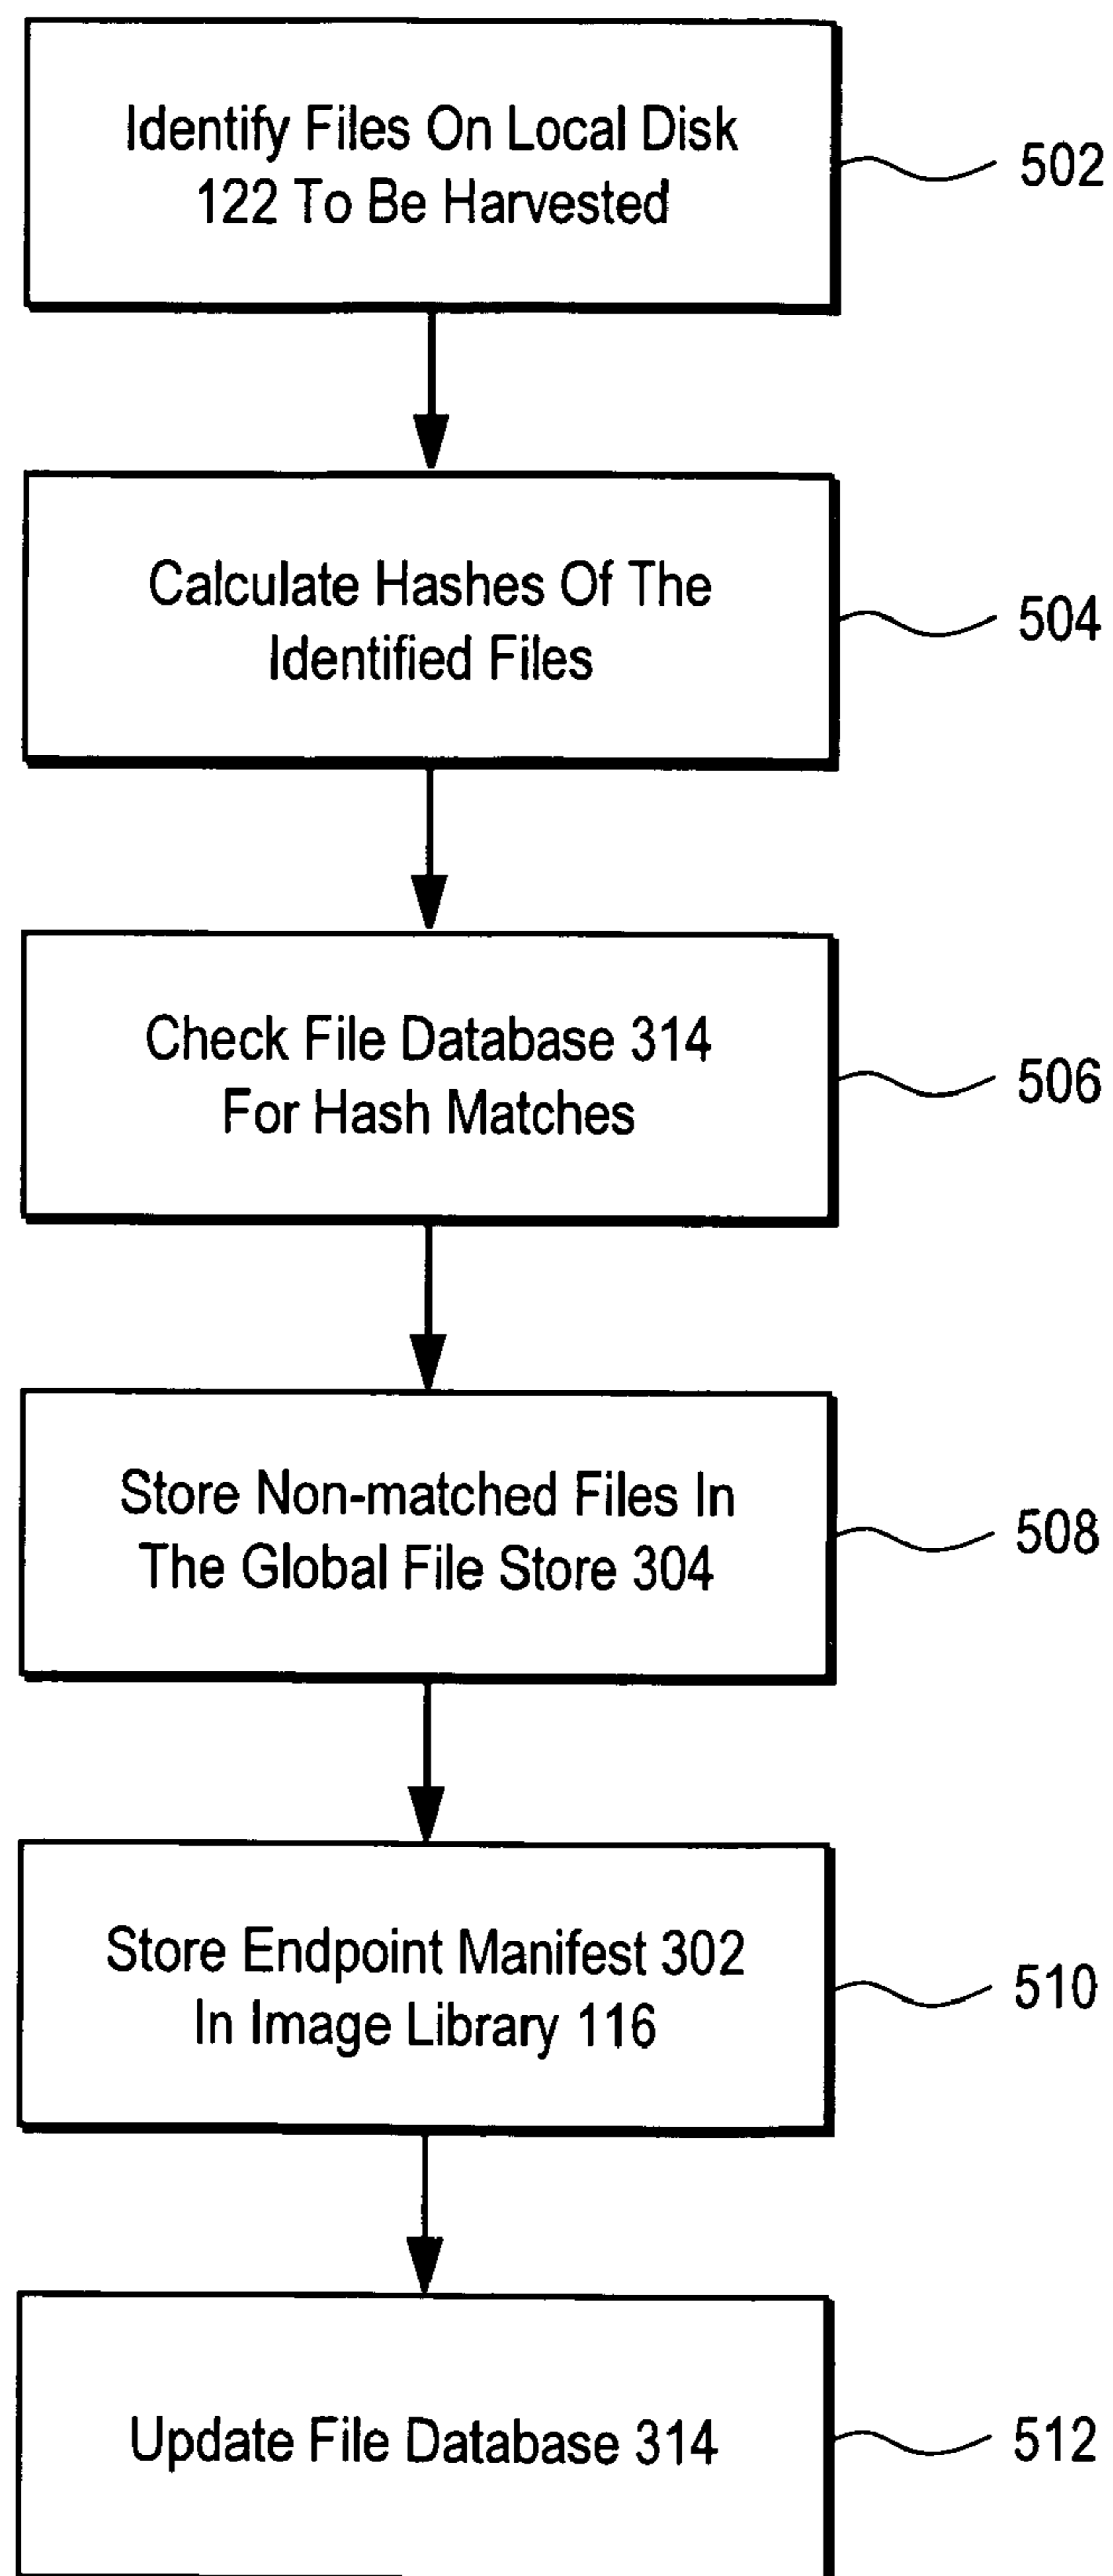 Identify Files On Local Disk
122 To Be Harvested
502
Calculate Hashes Of The
Identified Files
504
Check File Database 314
For Hash Matches
506
Store Non-matched Files In
The Global File Store 304
508
Store Endpoint Manifest 302
In Image Library 116
510
Update File Database 314
512